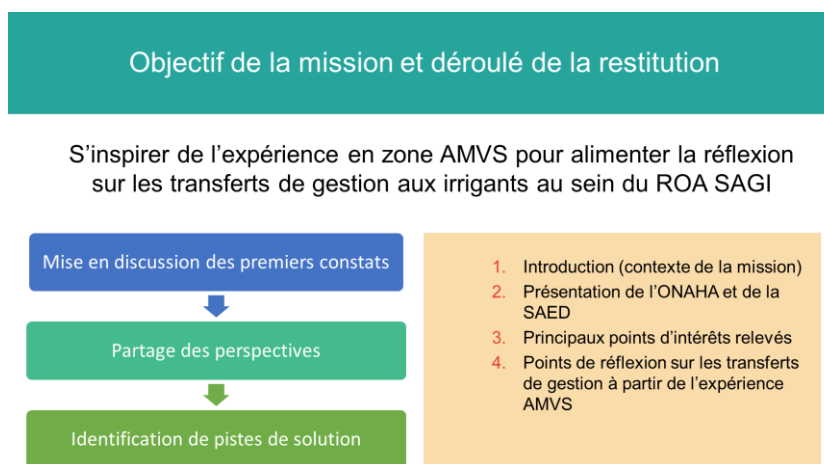 Objectif de la mission et déroulé de la restitution
S'inspirer de l'expérience en zone AMVS pour alimenter la réflexion
sur les transferts de gestion aux irrigants au sein du ROA SAGI
Mise en discussion des premiers constats
Partage des perspectives
Identification de pistes de solution
1. Introduction (contexte de la mission)
2. Présentation de l'ONAHA et de la
SAED
3. Principaux points d'intérêts relevés
4. Points de réflexion sur les transferts
de gestion à partir de l'expérience
AMVS